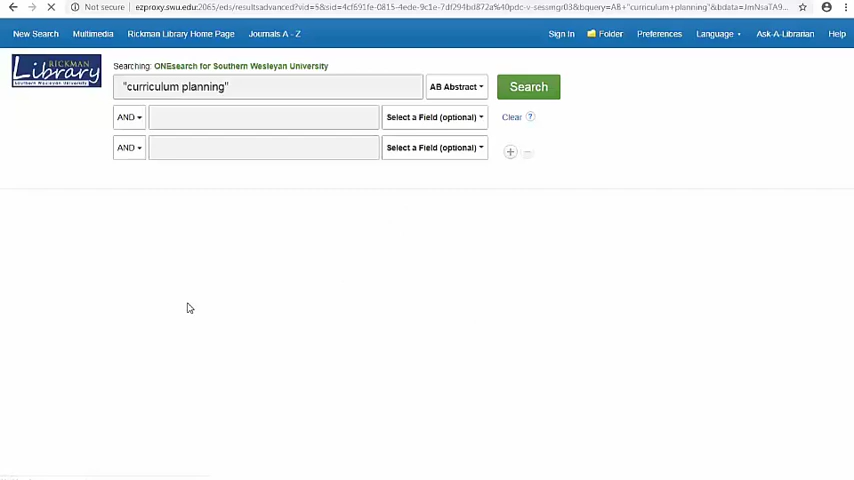 Not secure ezproxy.swu.edu:2065/eds/resultsadvanced?vid=5&sid=4cf691fe-0815-4ede-9c1e-7df294bd872a%40pdc-v-sessmgr03&bquery=AB+"curriculum+planning"&bdata=JmNsaTA9...
New Search Multimedia Rickman Library Home Page Journals A - Z Sign In Folder Preferences Language Ask-A-Librarian Help
RICKMAN
Library
Southern Wesleyan University
Searching: ONEsearch for Southern Wesleyan University
"curriculum planning" AB Abstract Search
AND Select a Field (optional) Clear ?
AND Select a Field (optional) + −